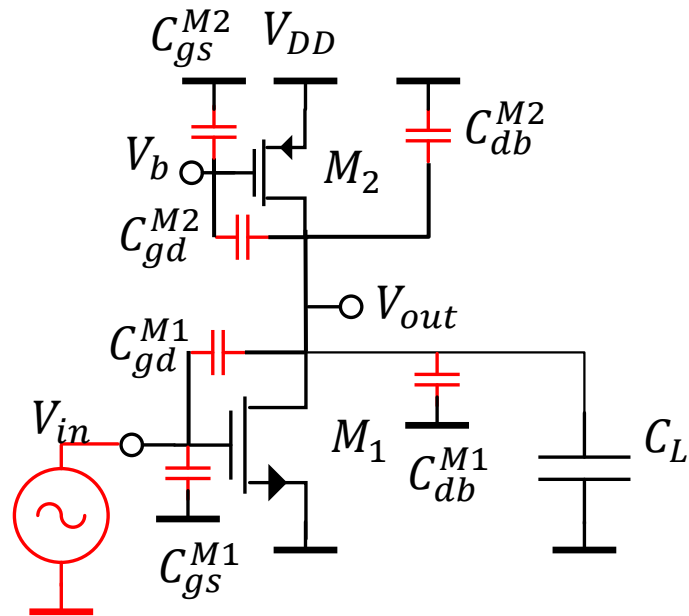 C_{gs}^{M2}
V_{DD}
C_{db}^{M2}
V_b
M_2
C_{gd}^{M2}
V_{out}
C_{gd}^{M1}
V_{in}
M_1
C_{db}^{M1}
C_L
C_{gs}^{M1}